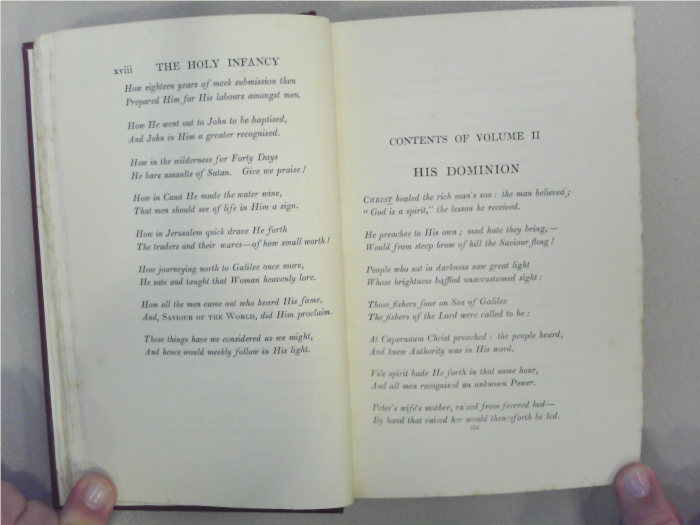 xviii THE HOLY INFANCY
How eighteen years of meek submission then
Prepared Him for His labours amongst men.
How He went out to John to be baptised,
And John in Him a greater recognised.
How in the wilderness for Forty Days
He bare assaults of Satan. Give we praise!
How in Caná He made the water wine,
That men should see of life in Him a sign.
How in Jerusalem quick drave He forth
The traders and their wares—of how small worth!
How journeying north to Galilee once more,
He sate and taught that Woman heavenly lore.
How all the men came out who heard His fame,
And, SAVIOUR OF THE WORLD, did Him proclaim.
These things have we considered as we might,
And hence would meekly follow in His light.
CONTENTS OF VOLUME II
HIS DOMINION
CHRIST healed the rich man's son: the man believed;
"God is a spirit," the lesson he received.
He preaches to His own; mad hate they bring,—
Would from steep brow of hill the Saviour fling!
People who sat in darkness saw great light
Whose brightness baffled unaccustomed sight:
Those fishers four on Sea of Galilee
The fishers of the Lord were called to be:
At Capernaum Christ preached: the people heard,
And knew Authority was in His word.
Vile spirit bade He forth in that same hour,
And all men recognised an unknown Power.
Peter's wife's mother, raised from fevered bed—
By hand that raised her would thenceforth be led.
xix